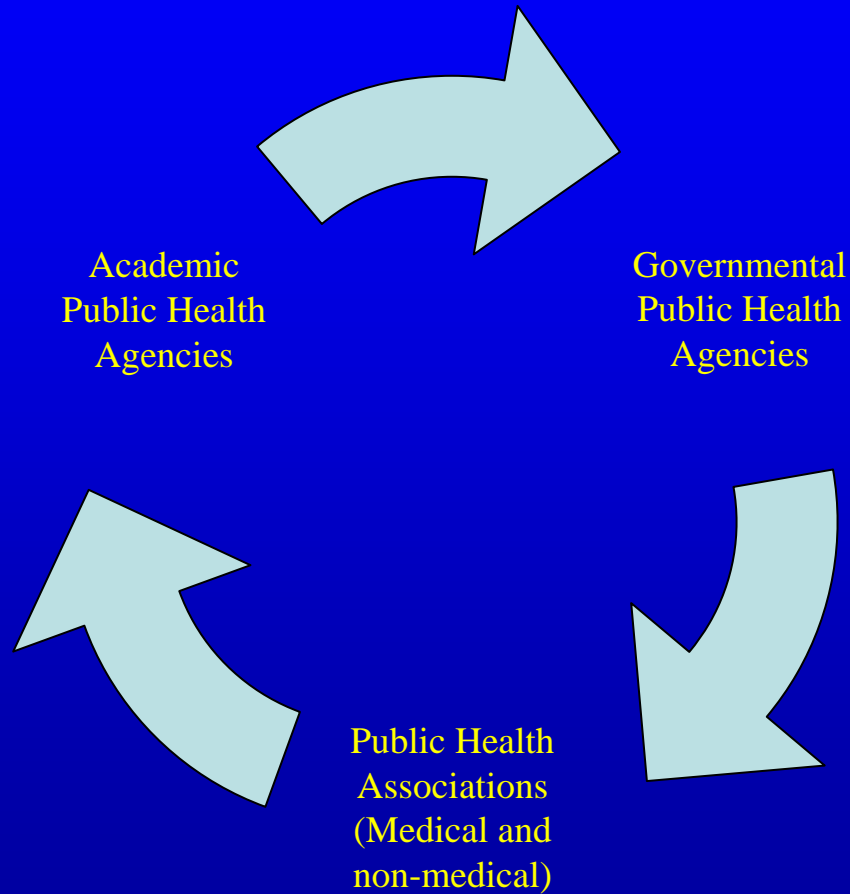 Academic
Public Health
Agencies
Governmental
Public Health
Agencies
Public Health
Associations
(Medical and
non-medical)